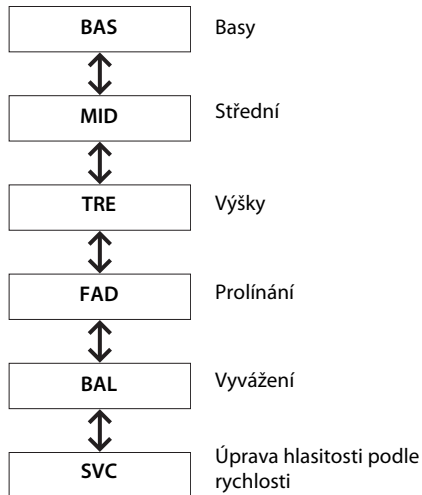 BAS Basy
MID Střední
TRE Výšky
FAD Prolínání
BAL Vyvážení
SVC Úprava hlasitosti podle
rychlosti